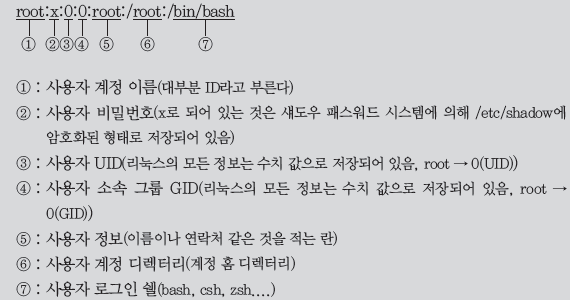 root:x:0:0:root:/root:/bin/bash
① ②③④ ⑤ ⑥ ⑦
① : 사용자 계정 이름(대부분 ID라고 부른다)
② : 사용자 비밀번호(x로 되어 있는 것은 섀도우 패스워드 시스템에 의해 /etc/shadow에
암호화된 형태로 저장되어 있음)
③ : 사용자 UID(리눅스의 모든 정보는 수치 값으로 저장되어 있음, root → 0(UID))
④ : 사용자 소속 그룹 GID(리눅스의 모든 정보는 수치 값으로 저장되어 있음, root →
0(GID))
⑤ : 사용자 정보(이름이나 연락처 같은 것을 적는 란)
⑥ : 사용자 계정 디렉터리(계정 홈 디렉터리)
⑦ : 사용자 로그인 쉘(bash, csh, zsh....)